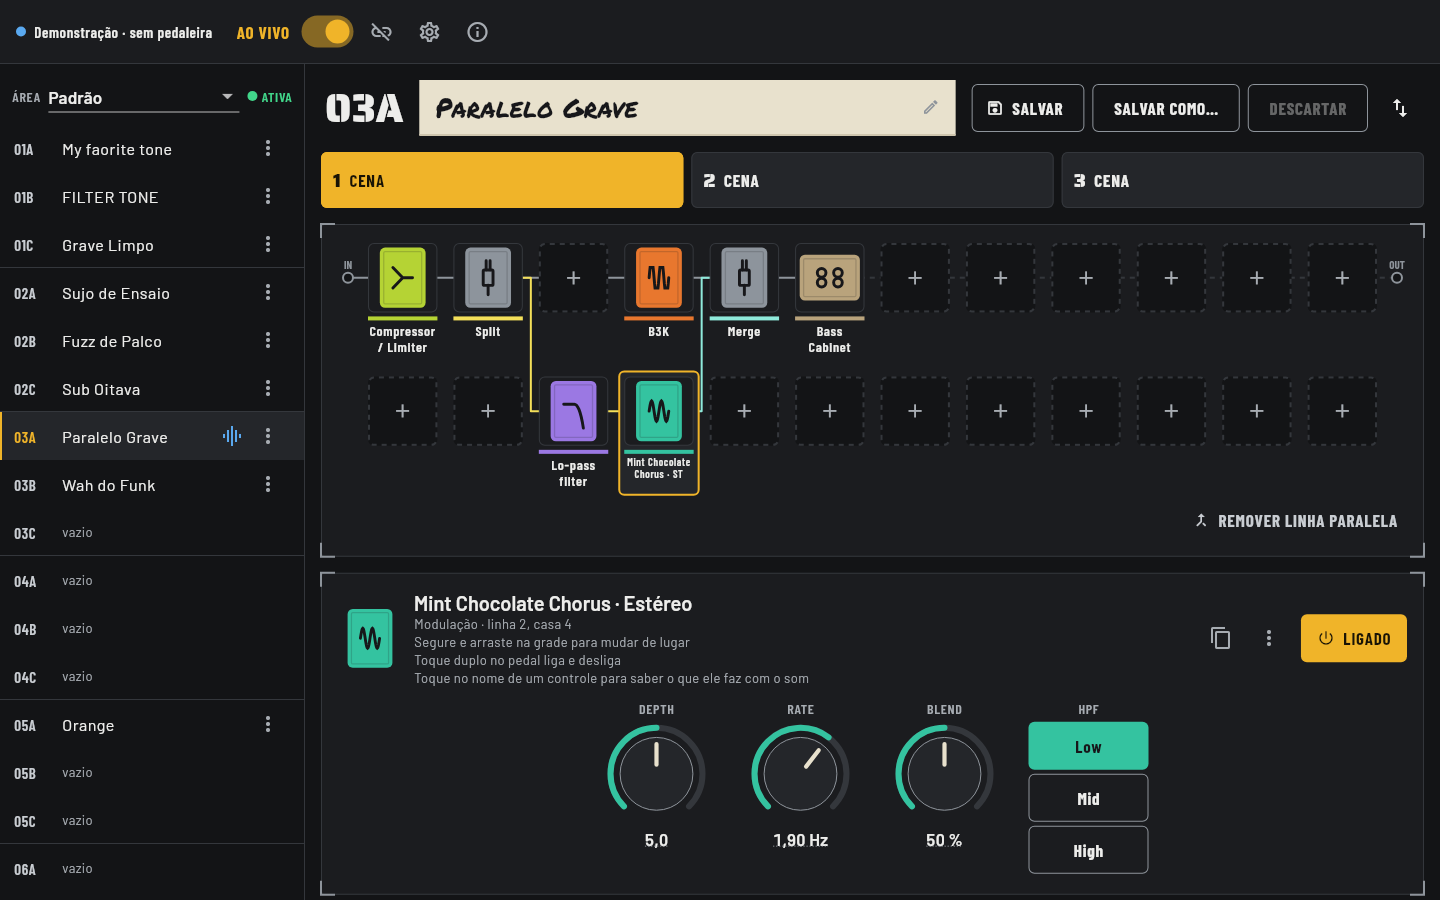 Demonstração · sem pedaleira
AO VIVO
ÁREA
Padrão
ATIVA
01A My faorite tone
01B FILTER TONE
01C Grave Limpo
02A Sujo de Ensaio
02B Fuzz de Palco
02C Sub Oitava
03A Paralelo Grave
03B Wah do Funk
03C vazio
04A vazio
04B vazio
04C vazio
05A Orange
05B vazio
05C vazio
06A vazio
03A
Paralelo Grave
SALVAR
SALVAR COMO...
DESCARTAR
1 CENA
2 CENA
3 CENA
IN
OUT
Compressor
/ Limiter
Split
B3K
Merge
88
Bass
Cabinet
Lo-pass
filter
Mint Chocolate
Chorus · ST
REMOVER LINHA PARALELA
Mint Chocolate Chorus · Estéreo
Modulação · linha 2, casa 4
Segure e arraste na grade para mudar de lugar
Toque duplo no pedal liga e desliga
Toque no nome de um controle para saber o que ele faz com o som
LIGADO
DEPTH
5,0
RATE
1,90 Hz
BLEND
50 %
HPF
Low
Mid
High